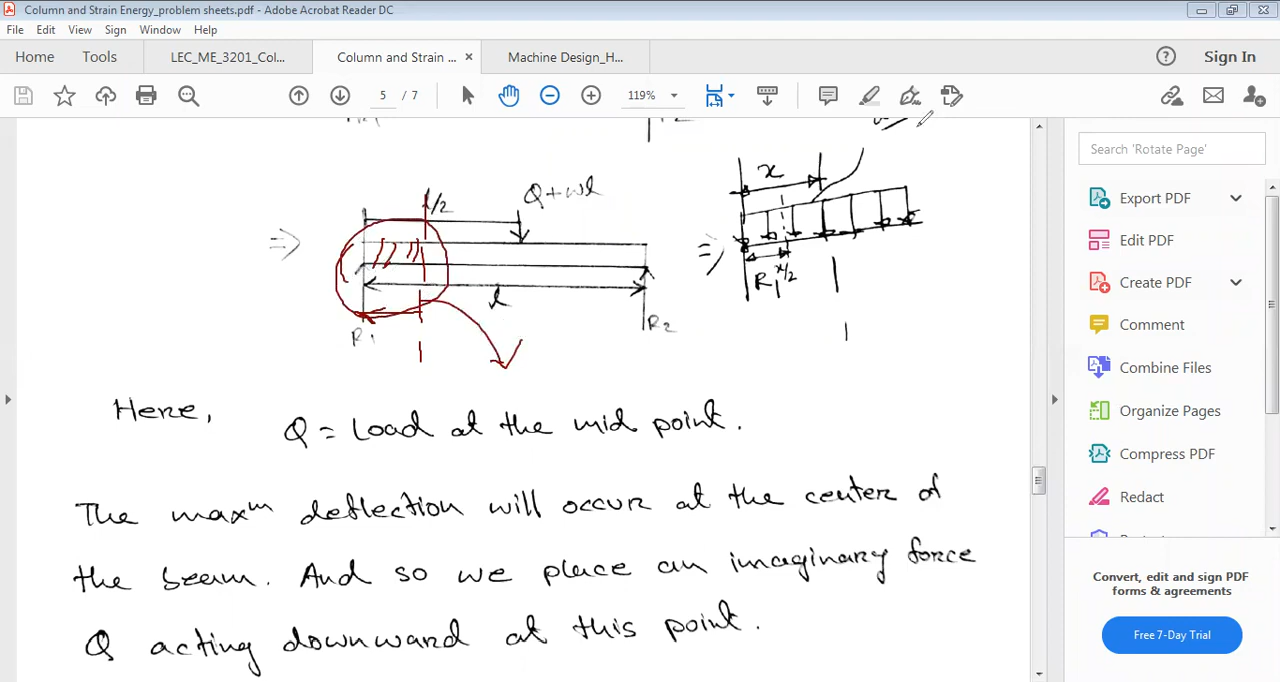 Column and Strain Energy_problem sheets.pdf - Adobe Acrobat Reader DC
File Edit View Sign Window Help
Home Tools LEC_ME_3201_Col... Column and Strain ... × Machine Design_H... Sign In
5 / 7 119%
l/2 Q+wl
=>
l
R1 R2
=>
x
x/2
R1
Here,
Q = Load at the mid point.
The maxm deflection will occur at the center of
the beam. And so we place an imaginary force
Q acting downward at this point.
Search 'Rotate Page'
Export PDF
Edit PDF
Create PDF
Comment
Combine Files
Organize Pages
Compress PDF
Redact
Convert, edit and sign PDF
forms & agreements
Free 7-Day Trial